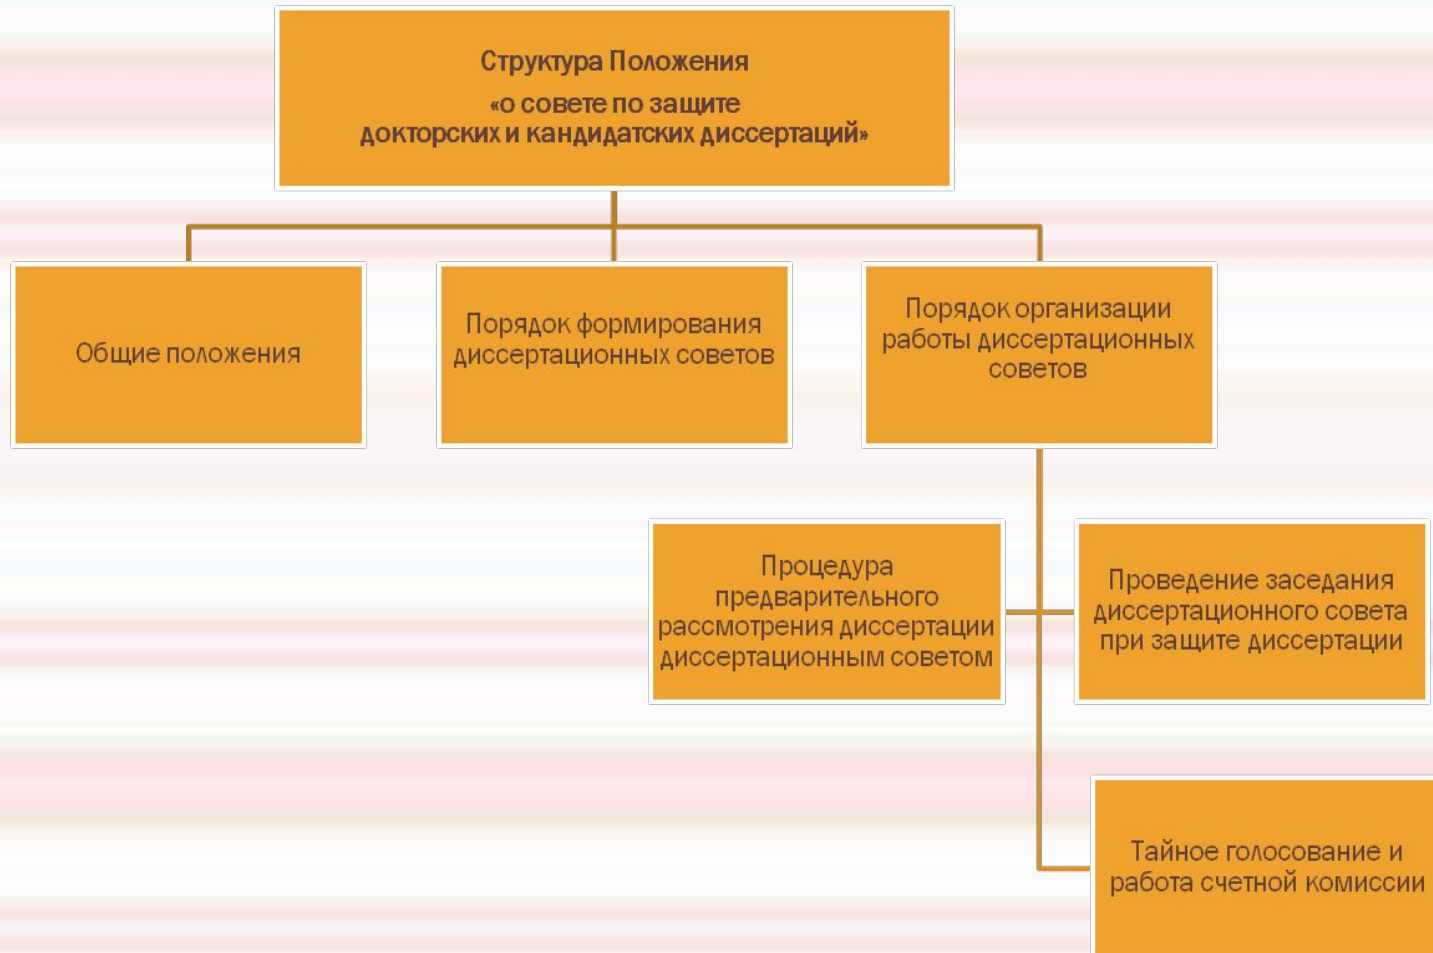 Структура Положения
«о совете по защите
докторских и кандидатских диссертаций»
Общие положения
Порядок формирования
диссертационных советов
Порядок организации
работы диссертационных
советов
Процедура
предварительного
рассмотрения диссертации
диссертационным советом
Проведение заседания
диссертационного совета
при защите диссертации
Тайное голосование и
работа счетной комиссии